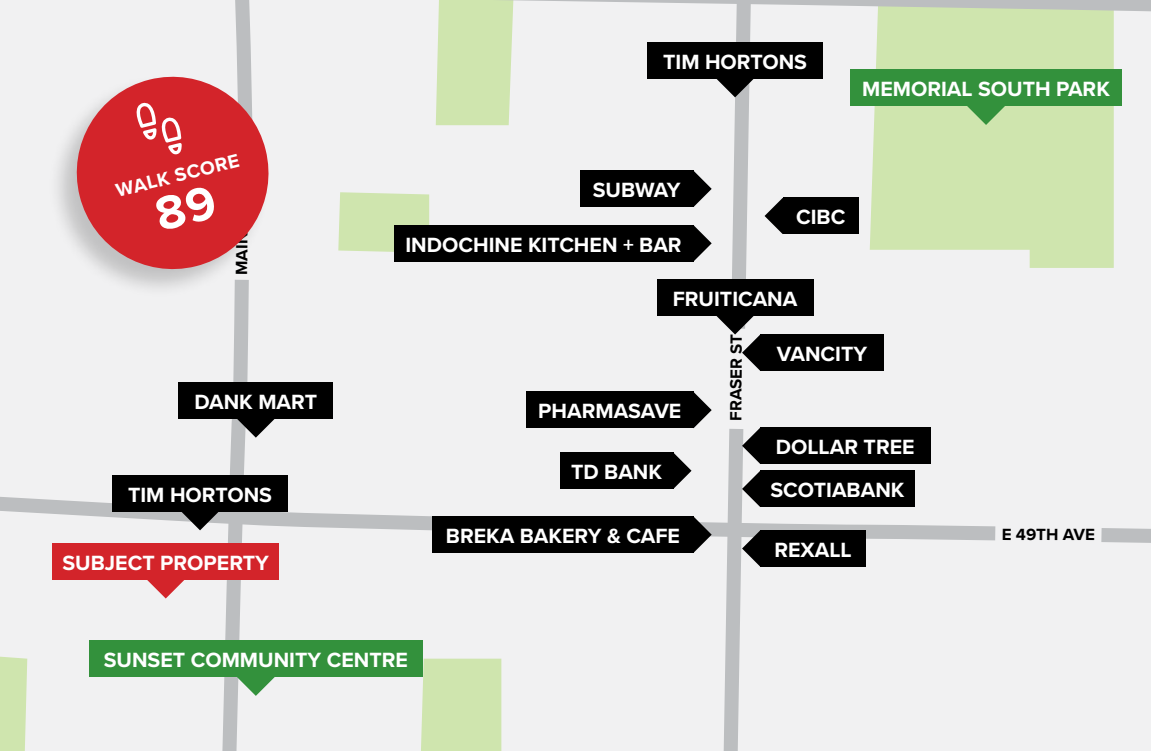 TIM HORTONS
MEMORIAL SOUTH PARK
WALK SCORE
89
SUBWAY
CIBC
INDOCHINE KITCHEN + BAR
FRUITICANA
VANCITY
FRASER ST
DANK MART
PHARMASAVE
DOLLAR TREE
TD BANK
SCOTIABANK
TIM HORTONS
BREKA BAKERY & CAFE
E 49TH AVE
REXALL
SUBJECT PROPERTY
SUNSET COMMUNITY CENTRE